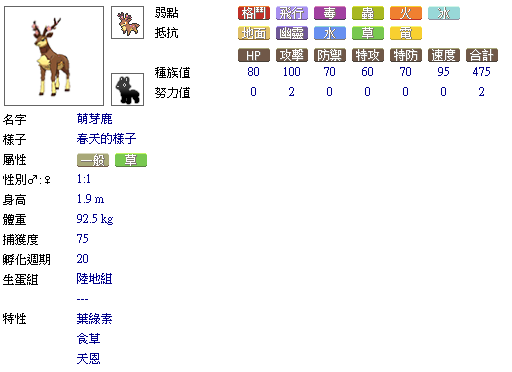 弱點 格鬥 飛行 毒 蟲 火 冰
抵抗 地面 幽靈 水 草 電
HP 攻擊 防禦 特攻 特防 速度 合計
種族值 80 100 70 60 70 95 475
努力值 0 2 0 0 0 0 2
名字 萌芽鹿
樣子 春天的樣子
屬性 一般 草
性別♂:♀ 1:1
身高 1.9 m
體重 92.5 kg
捕獲度 75
孵化週期 20
生蛋組 陸地組
---
特性 葉綠素
食草
天恩